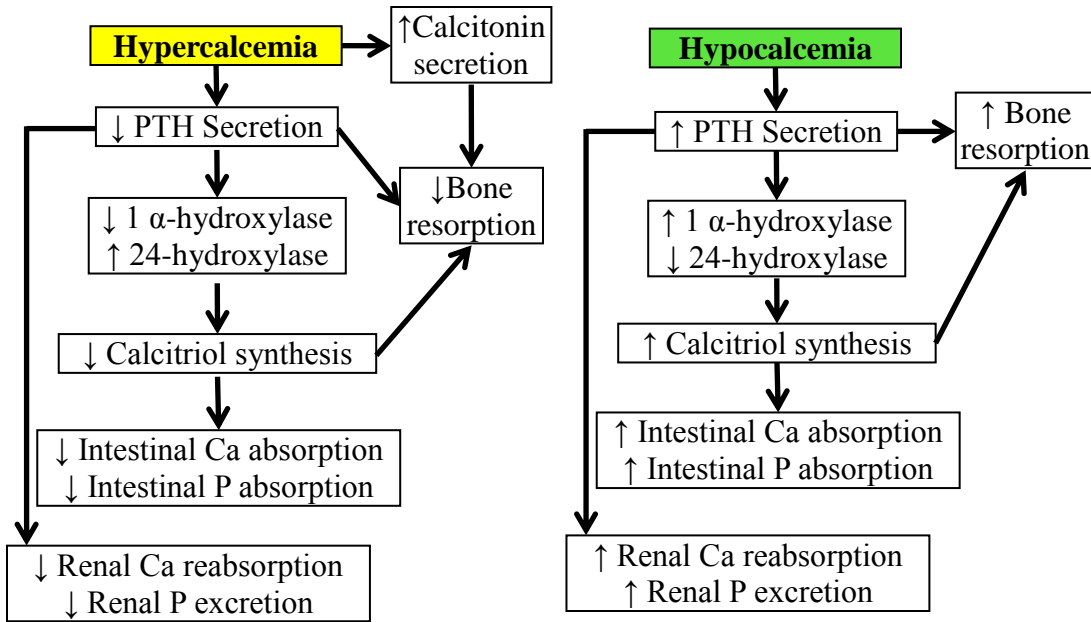 Hypercalcemia
↑Calcitonin
secretion
↓ PTH Secretion
↓Bone
resorption
↓ 1 α-hydroxylase
↑ 24-hydroxylase
↓ Calcitriol synthesis
↓ Intestinal Ca absorption
↓ Intestinal P absorption
↓ Renal Ca reabsorption
↓ Renal P excretion
Hypocalcemia
↑ PTH Secretion
↑ Bone
resorption
↑ 1 α-hydroxylase
↓ 24-hydroxylase
↑ Calcitriol synthesis
↑ Intestinal Ca absorption
↑ Intestinal P absorption
↑ Renal Ca reabsorption
↑ Renal P excretion